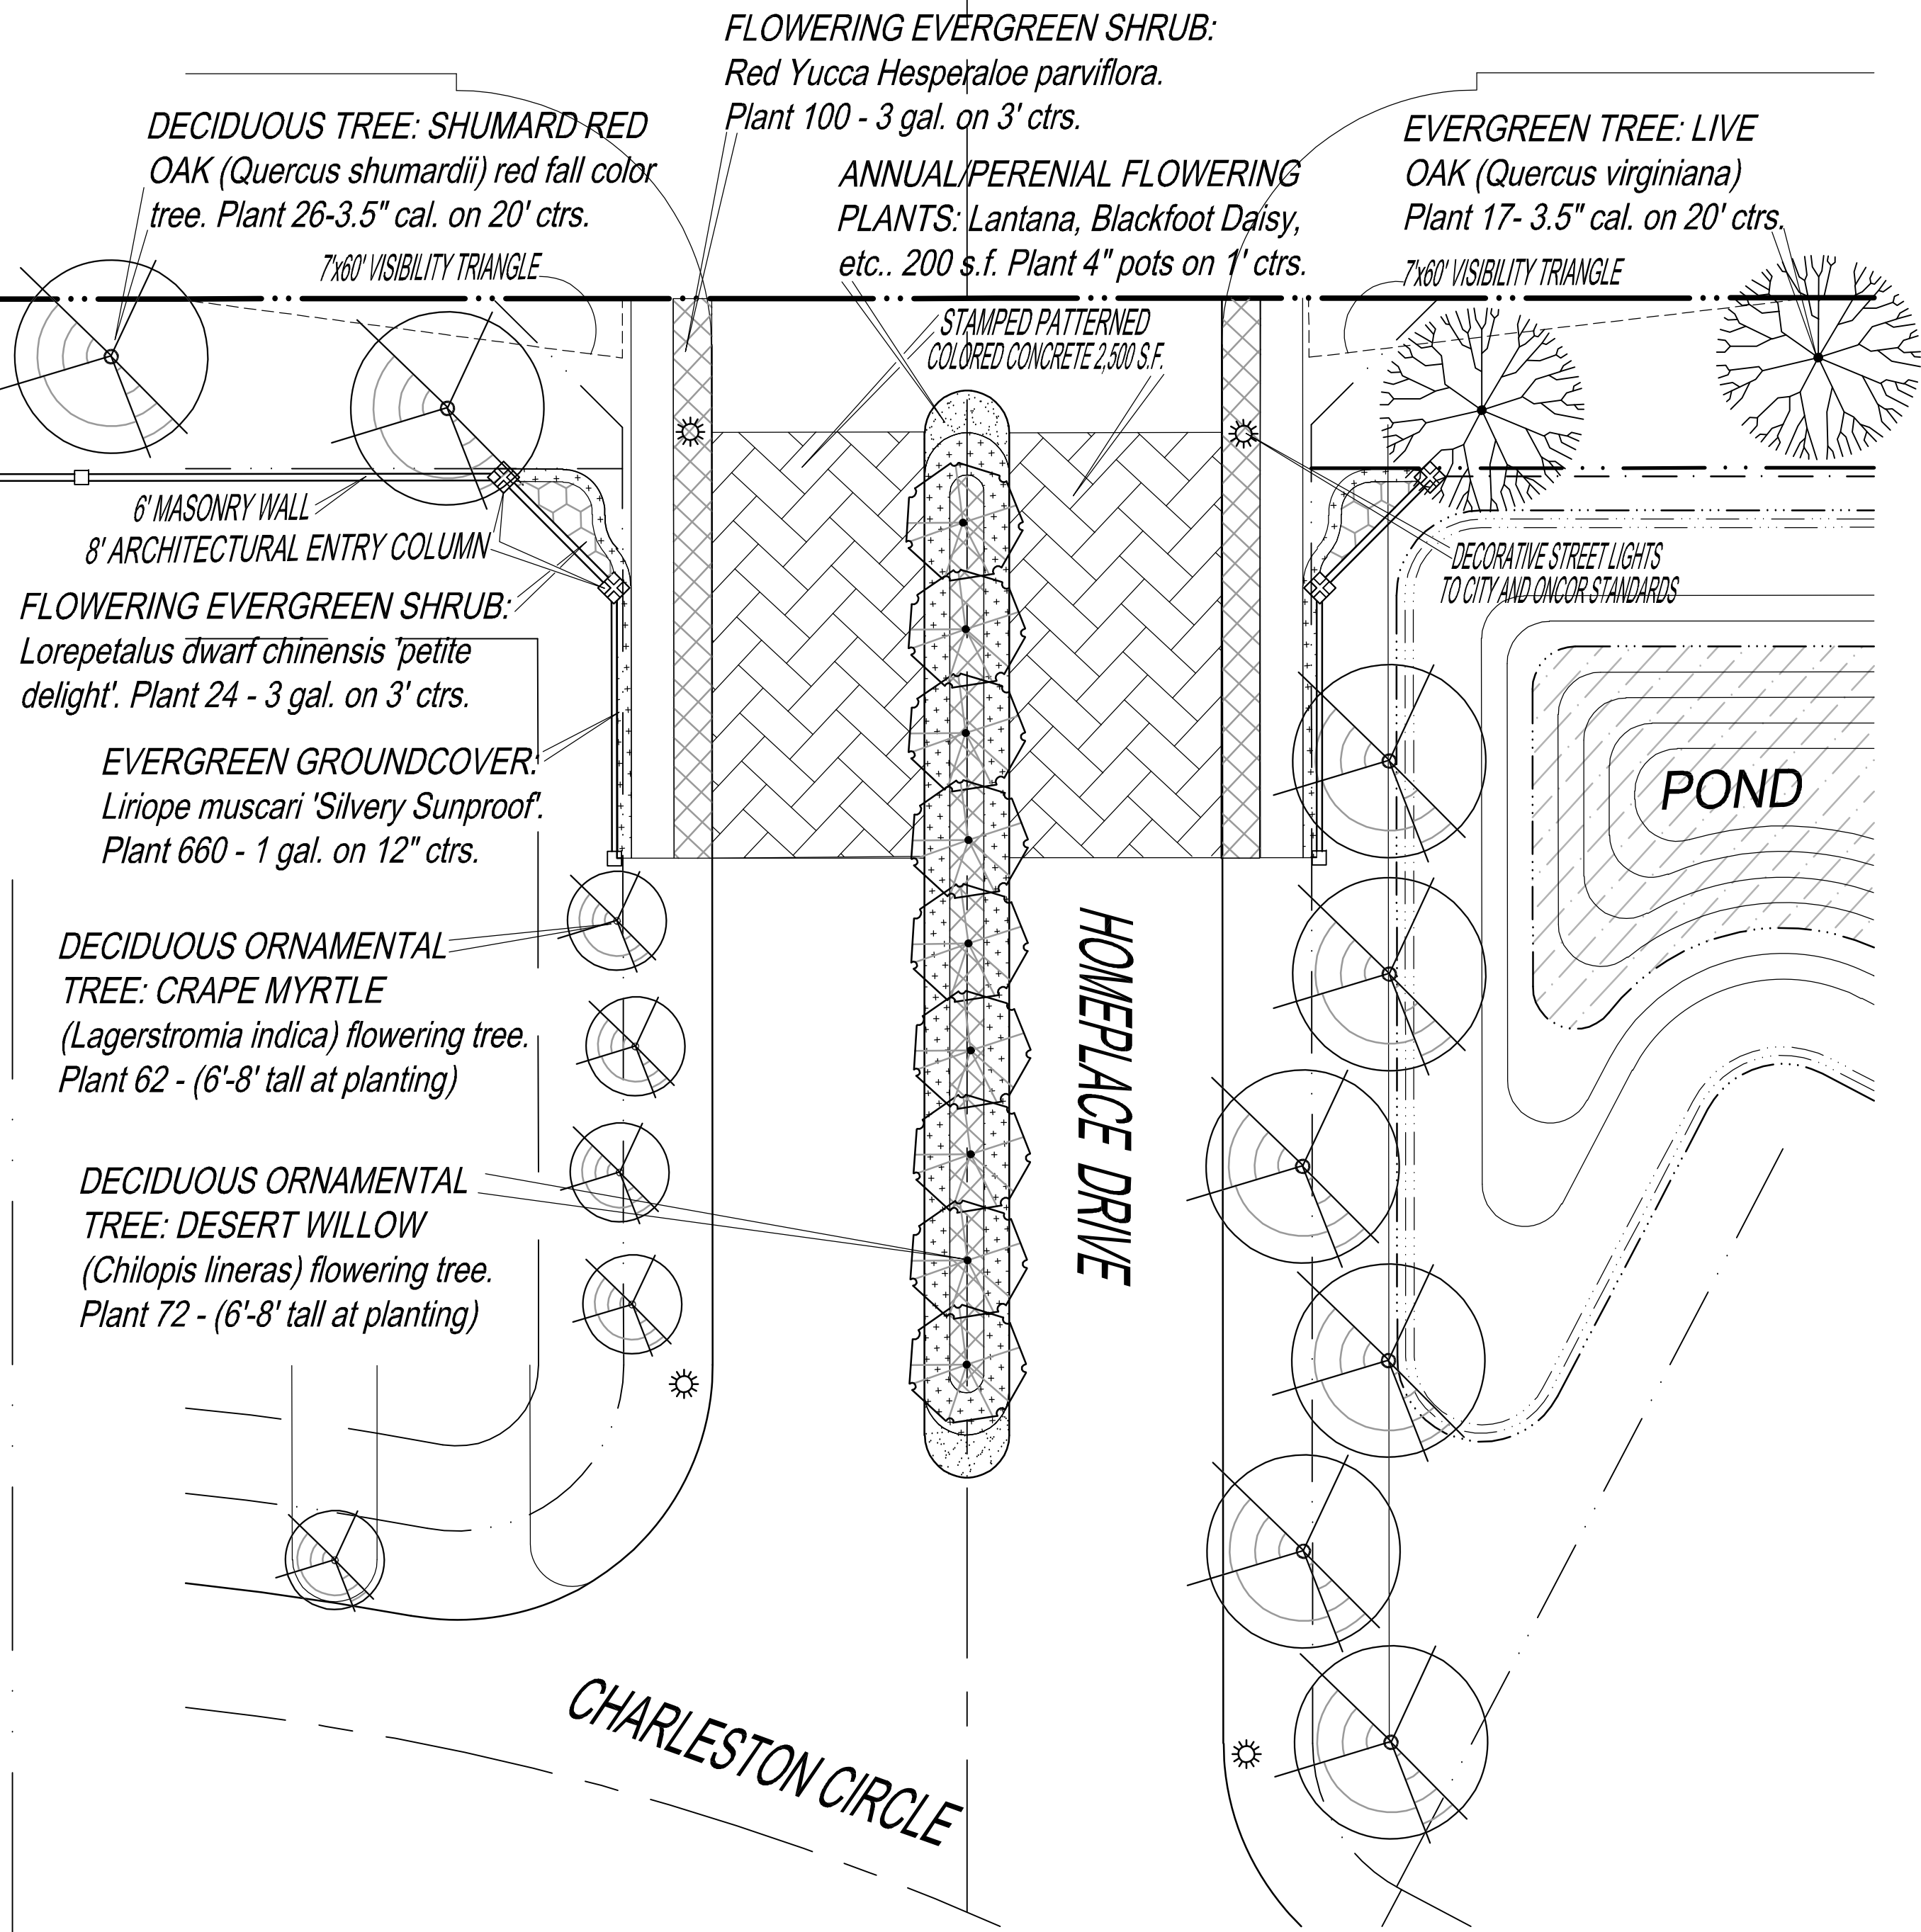 FLOWERING EVERGREEN SHRUB:
Red Yucca Hesperaloe parviflora.
Plant 100 - 3 gal. on 3' ctrs.
DECIDUOUS TREE: SHUMARD RED
OAK (Quercus shumardii) red fall color
tree. Plant 26-3.5" cal. on 20' ctrs.
7'x60' VISIBILITY TRIANGLE
ANNUAL/PERENIAL FLOWERING
PLANTS: Lantana, Blackfoot Daisy,
etc.. 200 s.f. Plant 4" pots on 1' ctrs.
EVERGREEN TREE: LIVE
OAK (Quercus virginiana)
Plant 17- 3.5" cal. on 20' ctrs.
7'x60' VISIBILITY TRIANGLE
STAMPED PATTERNED
COLORED CONCRETE 2,500 S.F.
6' MASONRY WALL
8' ARCHITECTURAL ENTRY COLUMN
DECORATIVE STREET LIGHTS
TO CITY AND ONCOR STANDARDS
FLOWERING EVERGREEN SHRUB:
Lorepetalus dwarf chinensis 'petite
delight'. Plant 24 - 3 gal. on 3' ctrs.
EVERGREEN GROUNDCOVER:
Liriope muscari 'Silvery Sunproof'.
Plant 660 - 1 gal. on 12" ctrs.
POND
DECIDUOUS ORNAMENTAL
TREE: CRAPE MYRTLE
(Lagerstromia indica) flowering tree.
Plant 62 - (6'-8' tall at planting)
HOMEPLACE DRIVE
DECIDUOUS ORNAMENTAL
TREE: DESERT WILLOW
(Chilopis lineras) flowering tree.
Plant 72 - (6'-8' tall at planting)
CHARLESTON CIRCLE